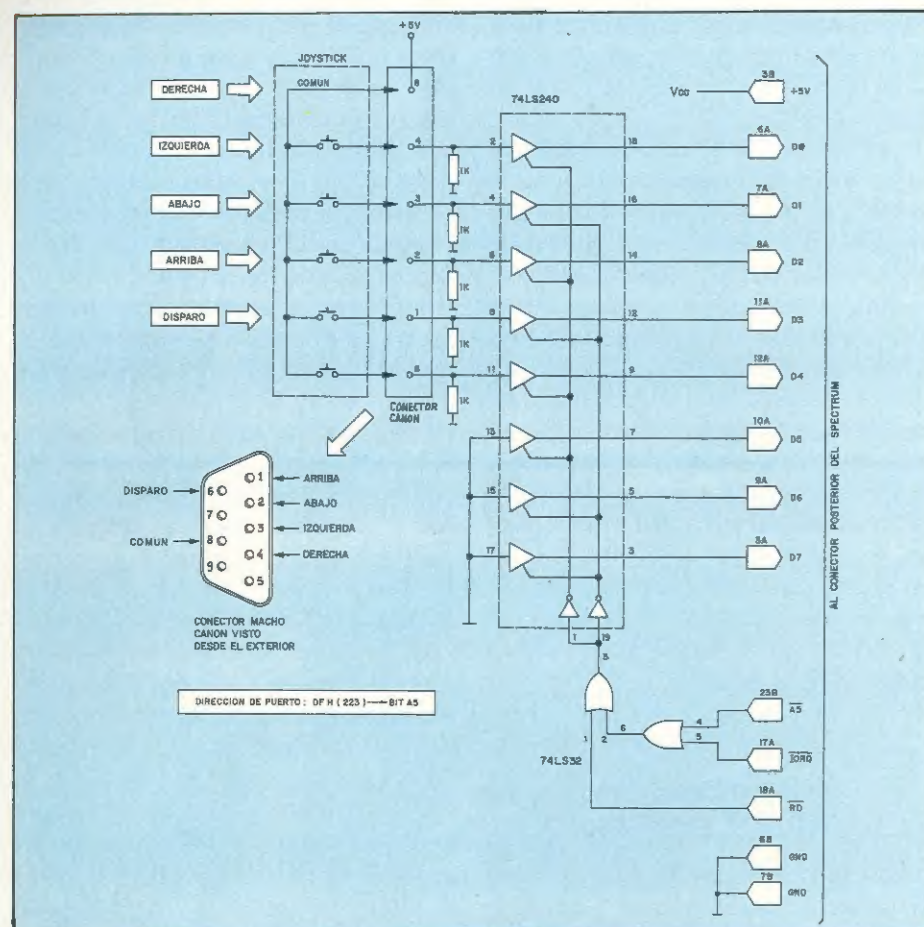 +5V
JOYSTICK
COMUN
8
DERECHA
IZQUIERDA
ABAJO
ARRIBA
DISPARO
4
3
2
1
6
1K
1K
1K
1K
1K
CONECTOR
CANON
74LS240
2
4
6
8
11
13
15
17
18
16
14
12
9
7
5
3
1
19
3
VCC
3B
+5V
6A
D0
7A
D1
8A
D2
11A
D3
12A
D4
10A
D5
9A
D6
3A
D7
AL CONECTOR POSTERIOR DEL SPECTRUM
DISPARO
COMUN
6
7
8
9
1
2
3
4
5
ARRIBA
ABAJO
IZQUIERDA
DERECHA
CONECTOR MACHO
CANON VISTO
DESDE EL EXTERIOR
DIRECCION DE PUERTO: DF H (223) BIT A5
74LS32
1
2
6
4
5
23B
A5
17A
IORQ
18A
RD
6B
GND
7B
GND